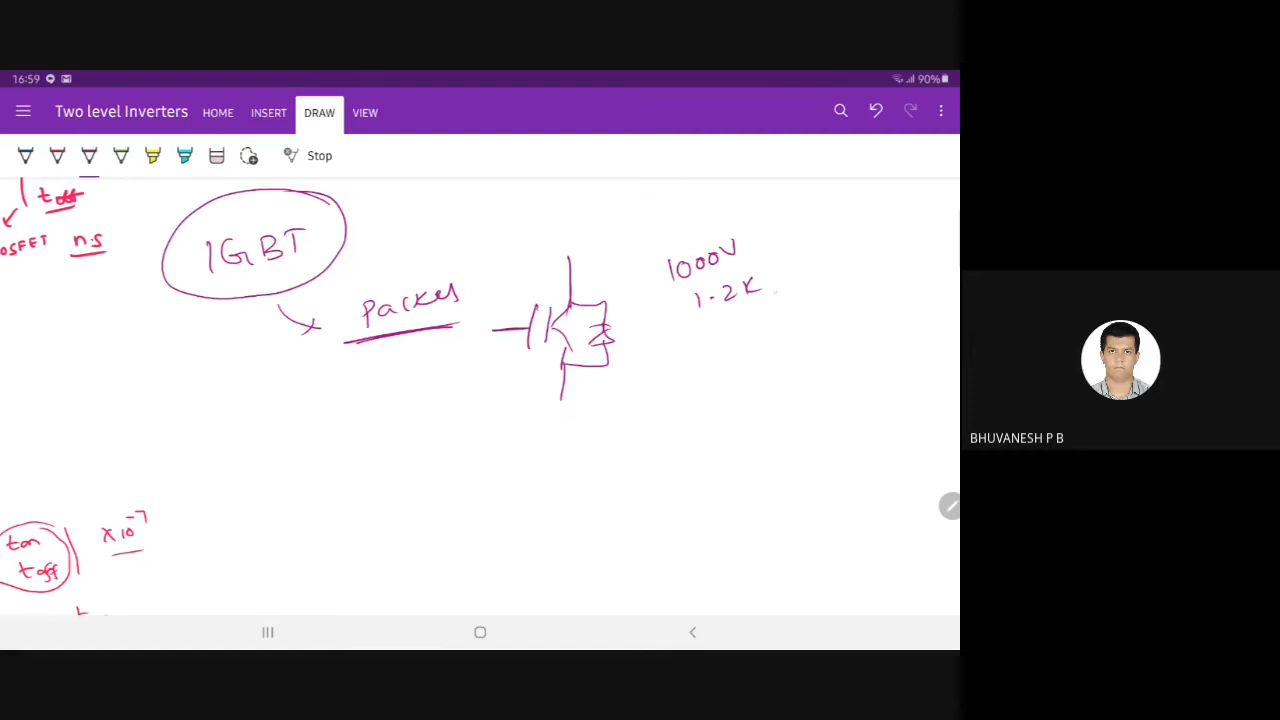 16:59 90%
Two level Inverters HOME INSERT DRAW VIEW
Stop
toff
OSFET n.s
IGBT
Packes
1000V
1.2K
BHUVANESH P B
ton
toff
x10^-7
t